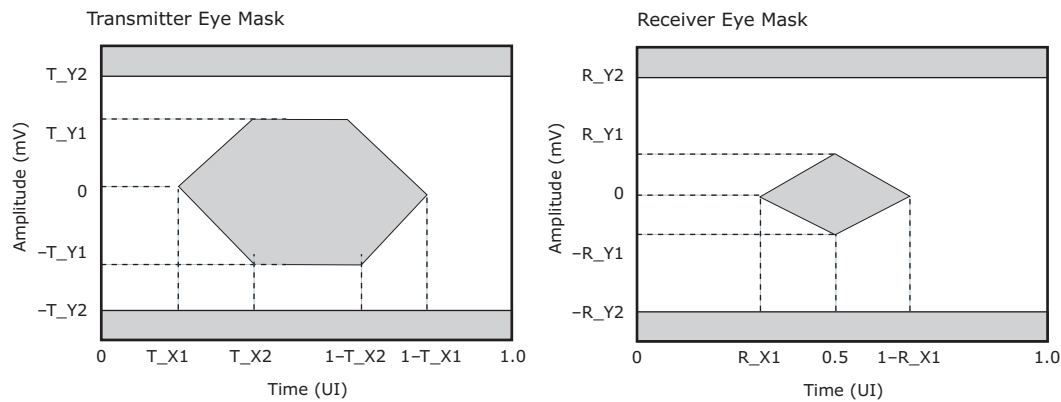 Transmitter Eye Mask
T_Y2
T_Y1
0
–T_Y1
–T_Y2
Amplitude (mV)
0
T_X1
T_X2
1–T_X2
1–T_X1
1.0
Time (UI)
Receiver Eye Mask
R_Y2
R_Y1
0
–R_Y1
–R_Y2
Amplitude (mV)
0
R_X1
0.5
1–R_X1
1.0
Time (UI)